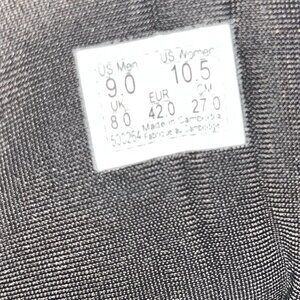 US Men US Women
9.0 10.5
UK EUR CM
8.0 42.0 27.0
Made in Cambodia
Fabriqué au Cambodge